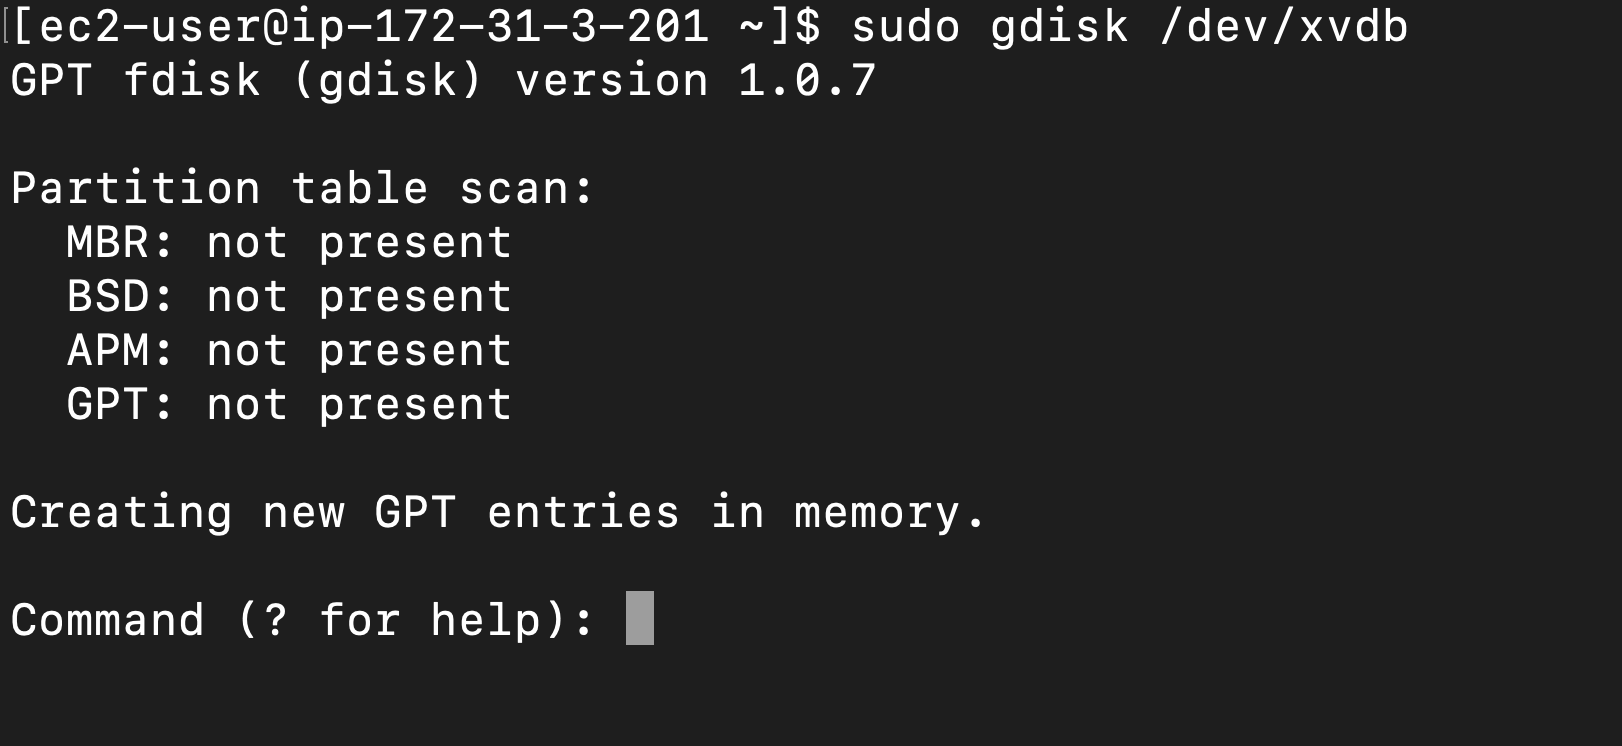 [[ec2-user@ip-172-31-3-201 ~]$ sudo gdisk /dev/xvdb
GPT fdisk (gdisk) version 1.0.7
Partition table scan:
MBR: not present
BSD: not present
APM: not present
GPT: not present
Creating new GPT entries in memory.
Command (? for help):